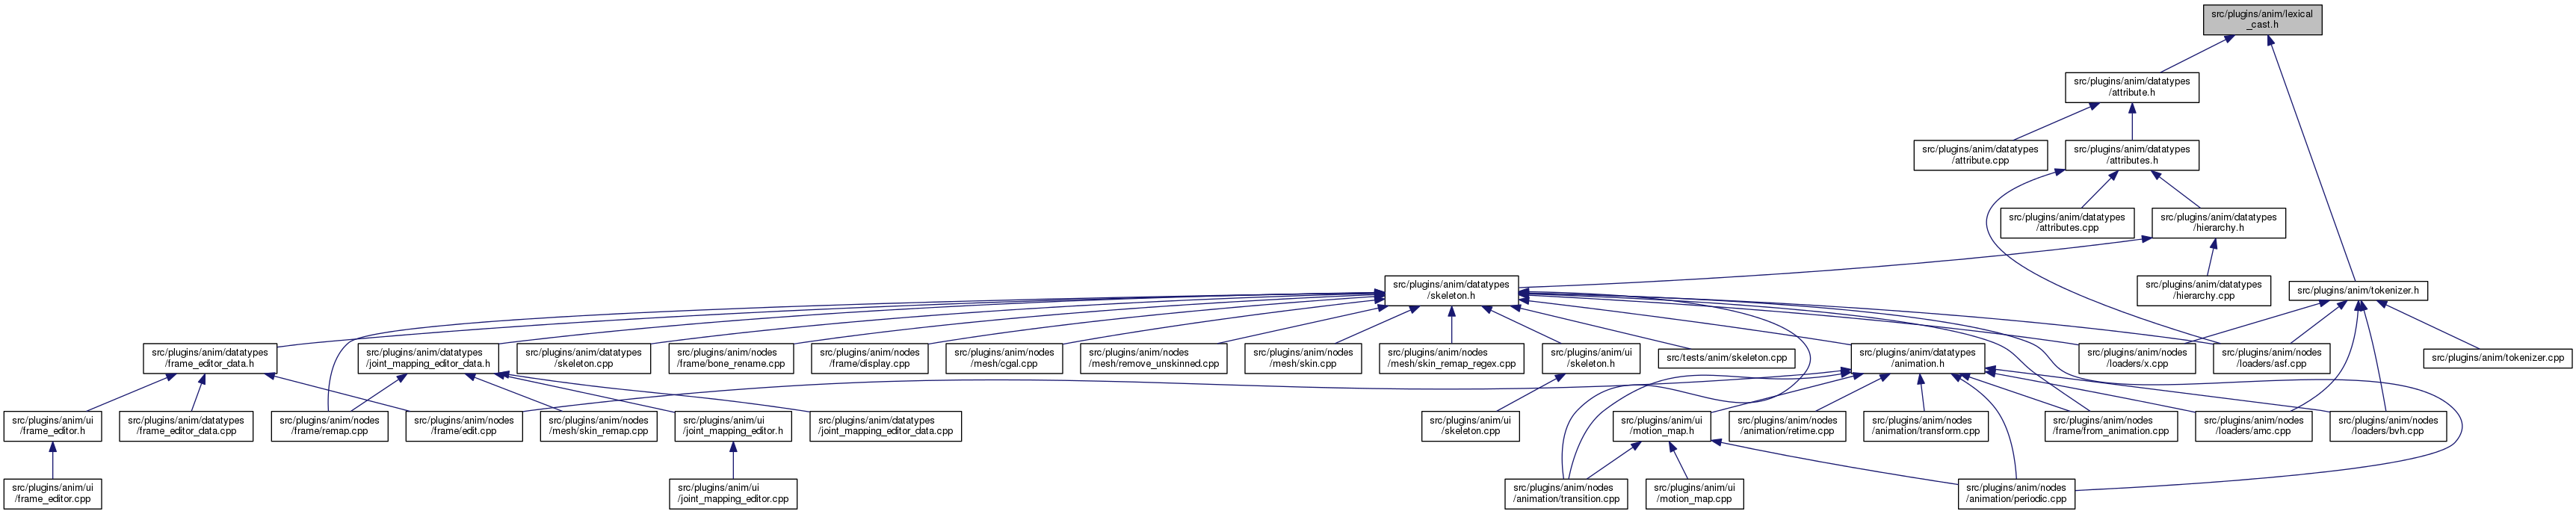 src/plugins/anim/lexical
_cast.h
src/plugins/anim/datatypes
/attribute.h
src/plugins/anim/datatypes
/attribute.cpp
src/plugins/anim/datatypes
/attributes.h
src/plugins/anim/datatypes
/attributes.cpp
src/plugins/anim/datatypes
/hierarchy.h
src/plugins/anim/datatypes
/skeleton.h
src/plugins/anim/datatypes
/hierarchy.cpp
src/plugins/anim/tokenizer.h
src/plugins/anim/datatypes
/frame_editor_data.h
src/plugins/anim/datatypes
/joint_mapping_editor_data.h
src/plugins/anim/datatypes
/skeleton.cpp
src/plugins/anim/nodes
/frame/bone_rename.cpp
src/plugins/anim/nodes
/frame/display.cpp
src/plugins/anim/nodes
/mesh/cgal.cpp
src/plugins/anim/nodes
/mesh/remove_unskinned.cpp
src/plugins/anim/nodes
/mesh/skin.cpp
src/plugins/anim/nodes
/mesh/skin_remap_regex.cpp
src/plugins/anim/ui
/skeleton.h
src/tests/anim/skeleton.cpp
src/plugins/anim/datatypes
/animation.h
src/plugins/anim/nodes
/loaders/x.cpp
src/plugins/anim/nodes
/loaders/asf.cpp
src/plugins/anim/tokenizer.cpp
src/plugins/anim/ui
/frame_editor.h
src/plugins/anim/datatypes
/frame_editor_data.cpp
src/plugins/anim/nodes
/frame/remap.cpp
src/plugins/anim/nodes
/frame/edit.cpp
src/plugins/anim/nodes
/mesh/skin_remap.cpp
src/plugins/anim/ui
/joint_mapping_editor.h
src/plugins/anim/datatypes
/joint_mapping_editor_data.cpp
src/plugins/anim/ui
/skeleton.cpp
src/plugins/anim/ui
/motion_map.h
src/plugins/anim/nodes
/animation/retime.cpp
src/plugins/anim/nodes
/animation/transform.cpp
src/plugins/anim/nodes
/frame/from_animation.cpp
src/plugins/anim/nodes
/loaders/amc.cpp
src/plugins/anim/nodes
/loaders/bvh.cpp
src/plugins/anim/ui
/frame_editor.cpp
src/plugins/anim/ui
/joint_mapping_editor.cpp
src/plugins/anim/nodes
/animation/transition.cpp
src/plugins/anim/ui
/motion_map.cpp
src/plugins/anim/nodes
/animation/periodic.cpp